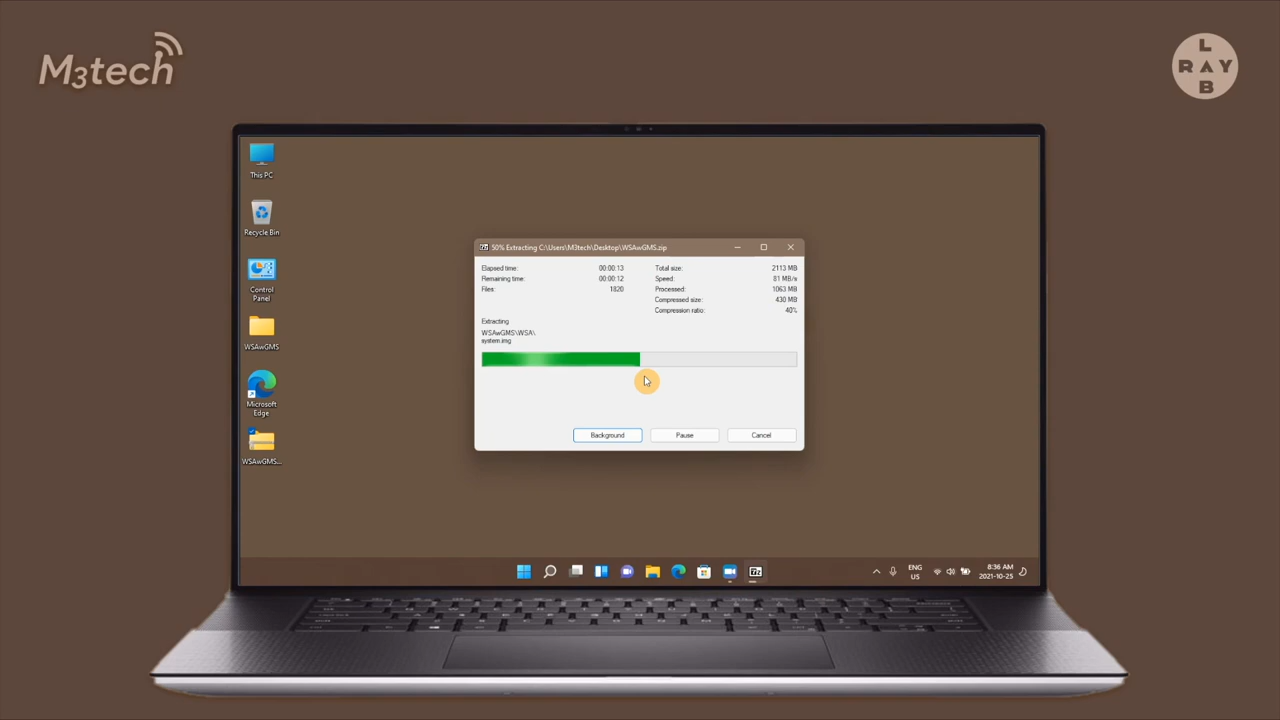 M3tech
L
RAY
B
This PC
Recycle Bin
Control
Panel
WSAwGMS
Microsoft
Edge
WSAwGMS...
7z
50% Extracting C:\Users\M3tech\Desktop\WSAwGMS.zip
Elapsed time: 00:00:13
Remaining time: 00:00:12
Files: 1820
Total size: 2113 MB
Speed: 81 MB/s
Processed: 1063 MB
Compressed size: 430 MB
Compression ratio: 40%
Extracting
WSAwGMS\WSA\
system.img
Background
Pause
Cancel
7z
ENG
US
8:36 AM
2021-10-25